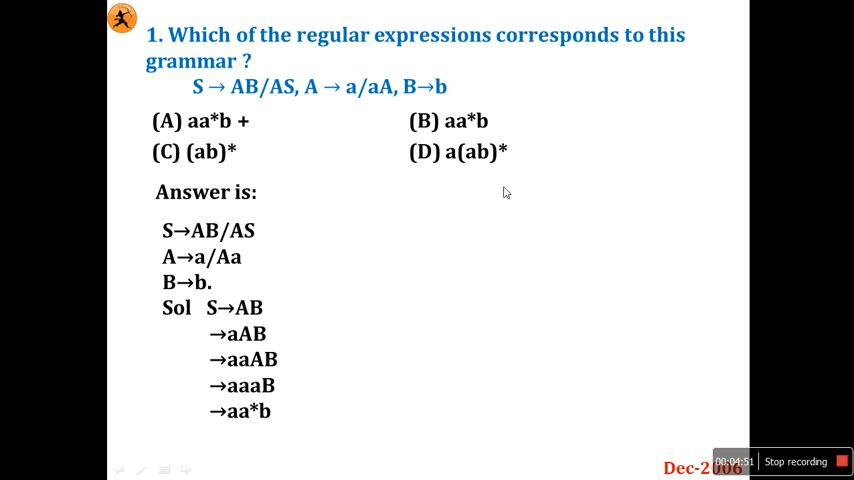 1. Which of the regular expressions corresponds to this
grammar ?
S → AB/AS, A → a/aA, B→b
(A) aa*b +
(B) aa*b
(C) (ab)*
(D) a(ab)*
Answer is:
S→AB/AS
A→a/Aa
B→b.
Sol S→AB
→aAB
→aaAB
→aaaB
→aa*b
Dec-2006
00:04:51 Stop recording